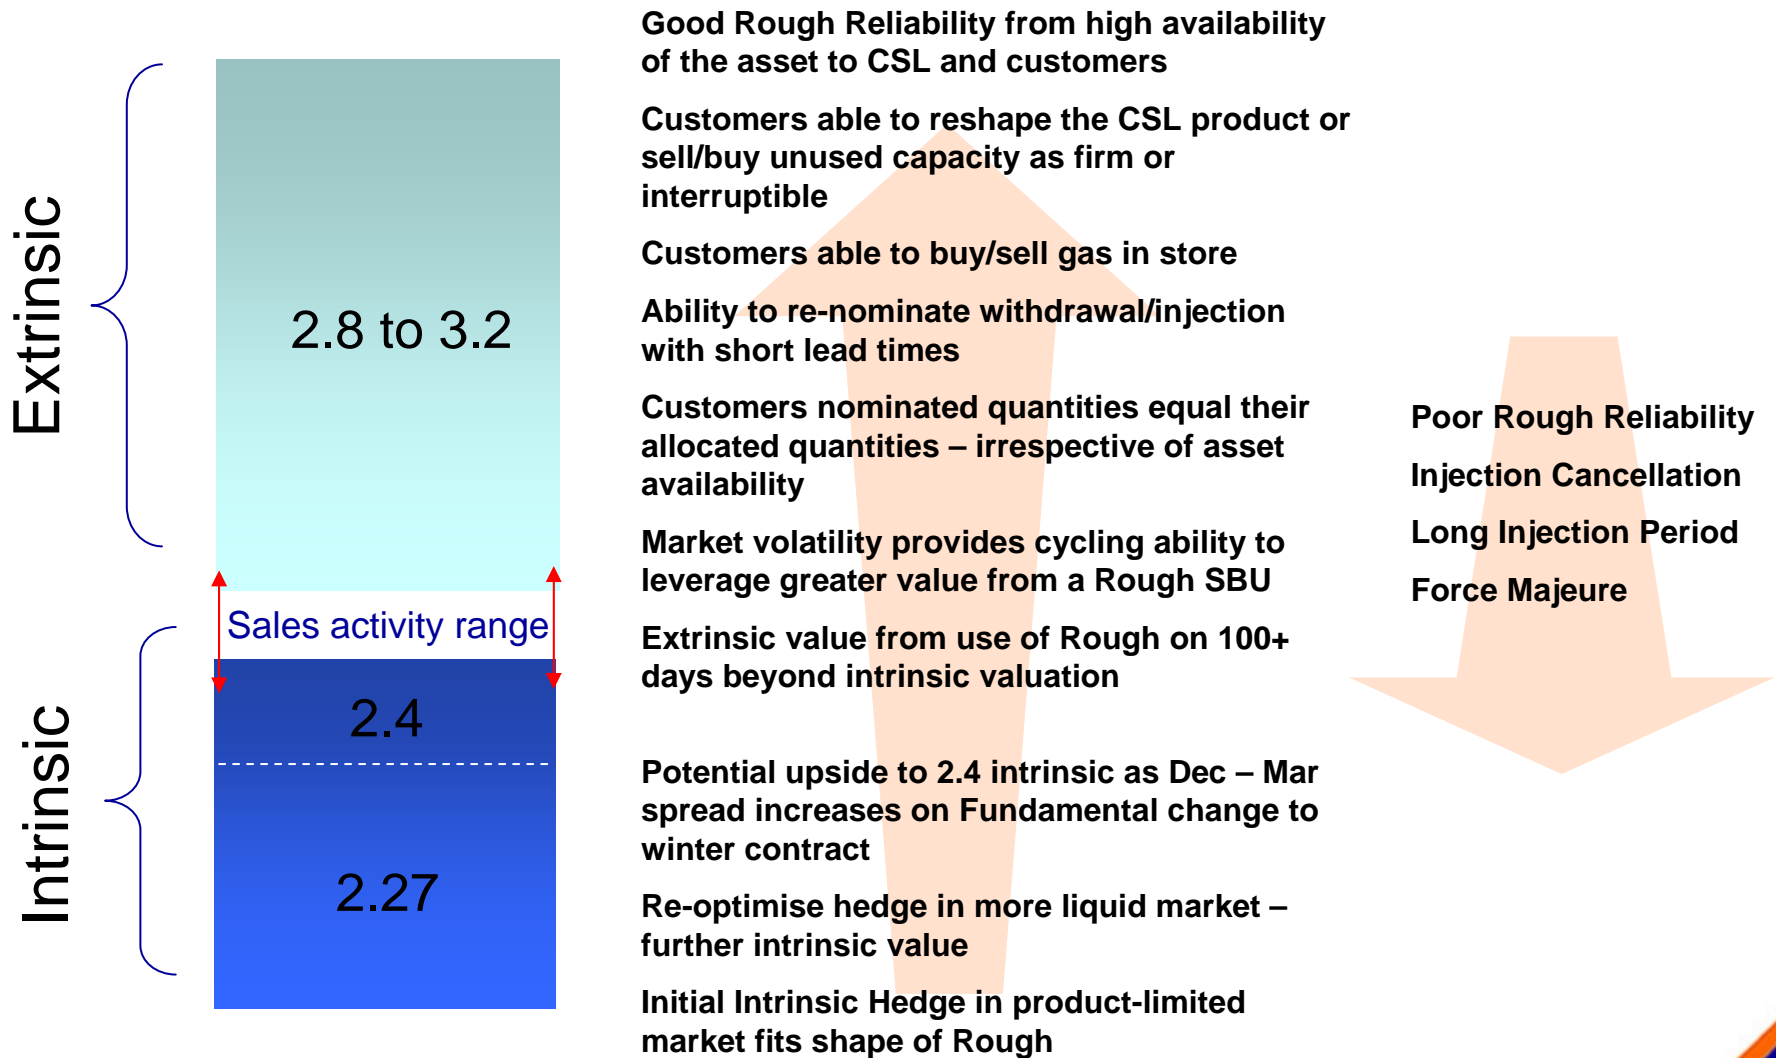 Extrinsic
2.8 to 3.2
Sales activity range
Intrinsic
2.4
2.27
Good Rough Reliability from high availability
of the asset to CSL and customers
Customers able to reshape the CSL product or
sell/buy unused capacity as firm or
interruptible
Customers able to buy/sell gas in store
Ability to re-nominate withdrawal/injection
with short lead times
Customers nominated quantities equal their
allocated quantities – irrespective of asset
availability
Market volatility provides cycling ability to
leverage greater value from a Rough SBU
Extrinsic value from use of Rough on 100+
days beyond intrinsic valuation
Potential upside to 2.4 intrinsic as Dec – Mar
spread increases on Fundamental change to
winter contract
Re-optimise hedge in more liquid market –
further intrinsic value
Initial Intrinsic Hedge in product-limited
market fits shape of Rough
Poor Rough Reliability
Injection Cancellation
Long Injection Period
Force Majeure